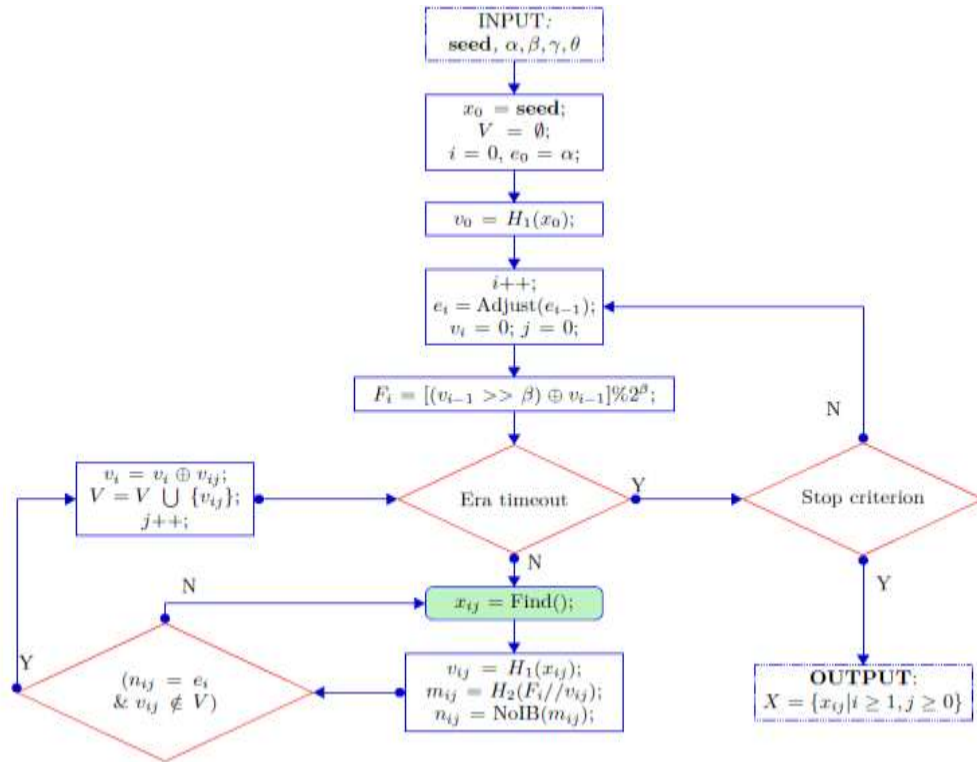 INPUT:
seed, α, β, γ, θ
x₀ = seed;
V = ∅;
i = 0, e₀ = α;
v₀ = H₁(x₀);
i++;
eᵢ = Adjust(eᵢ₋₁);
vᵢ = 0; j = 0;
Fᵢ = [(vᵢ₋₁ >> β) ⊕ vᵢ₋₁]%2^β;
N
vᵢ = vᵢ ⊕ vᵢⱼ;
V = V ⋃ {vᵢⱼ};
j++;
Era timeout
Y
Stop criterion
N
Y
N
xᵢⱼ = Find();
Y
(nᵢⱼ = eᵢ
& vᵢⱼ ∉ V)
vᵢⱼ = H₁(xᵢⱼ);
mᵢⱼ = H₂(Fᵢ//vᵢⱼ);
nᵢⱼ = NoIB(mᵢⱼ);
OUTPUT:
X = {xᵢⱼ|i ≥ 1, j ≥ 0}